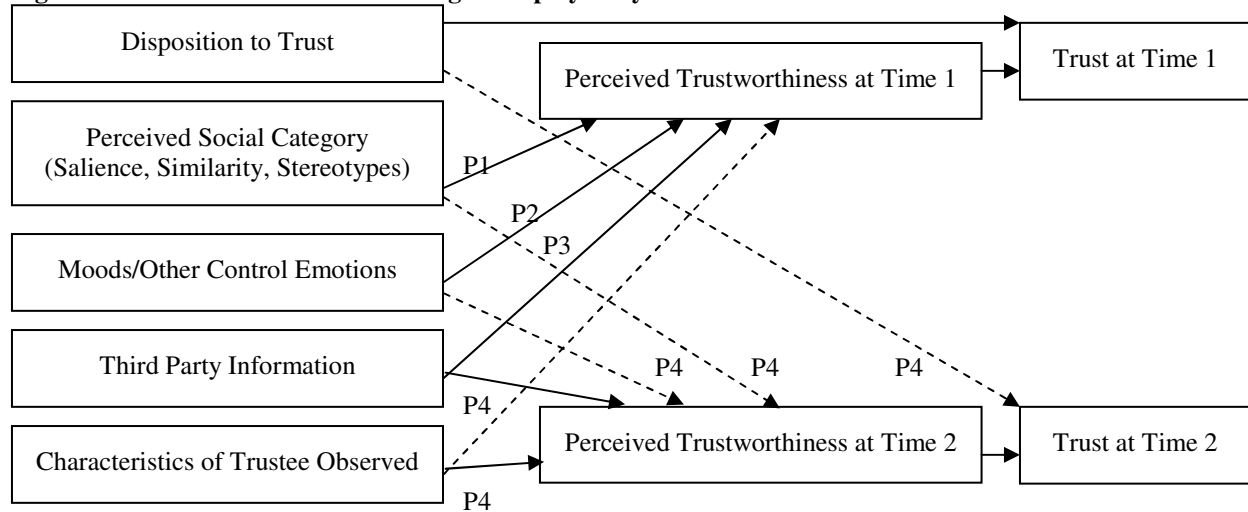 Disposition to Trust
Perceived Trustworthiness at Time 1
Trust at Time 1
Perceived Social Category
(Salience, Similarity, Stereotypes)
P1
P2
P3
Moods/Other Control Emotions
Third Party Information
P4
P4
P4
P4
Characteristics of Trustee Observed
Perceived Trustworthiness at Time 2
Trust at Time 2
P4